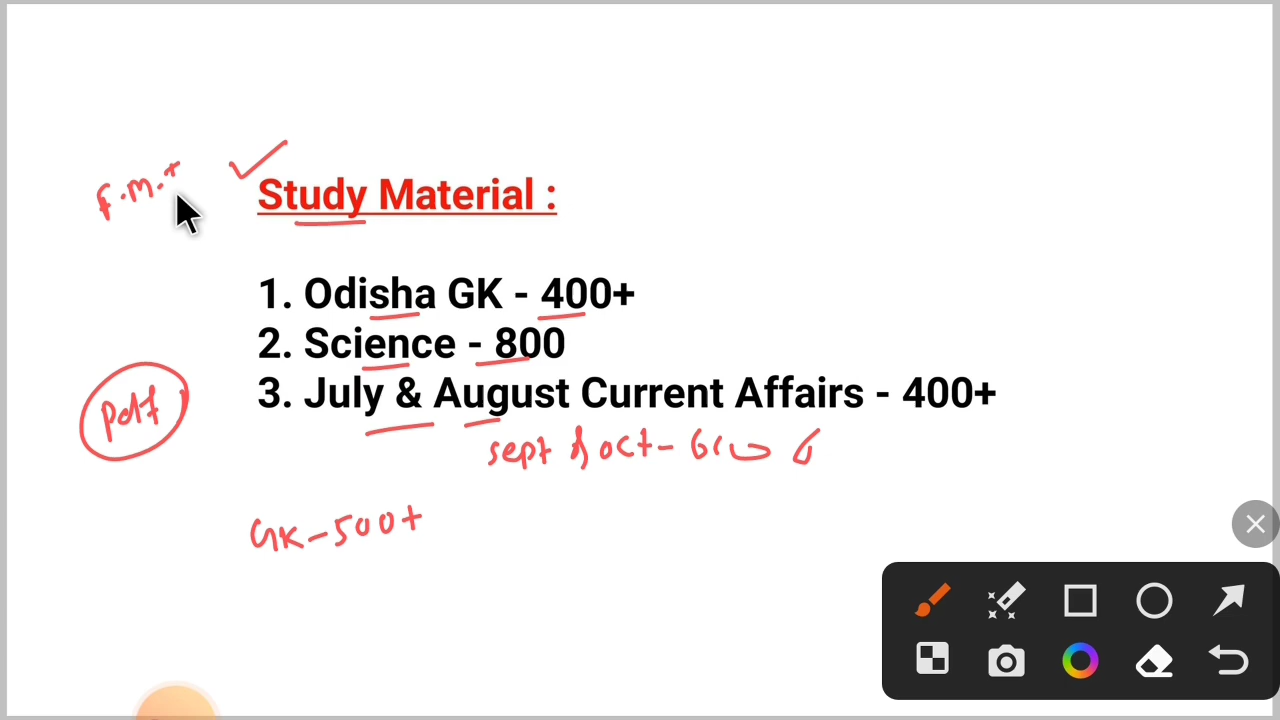 F.M.T
Study Material :
1. Odisha GK - 400+
2. Science - 800
3. July & August Current Affairs - 400+
pdf
sept & oct -
GK - 500+